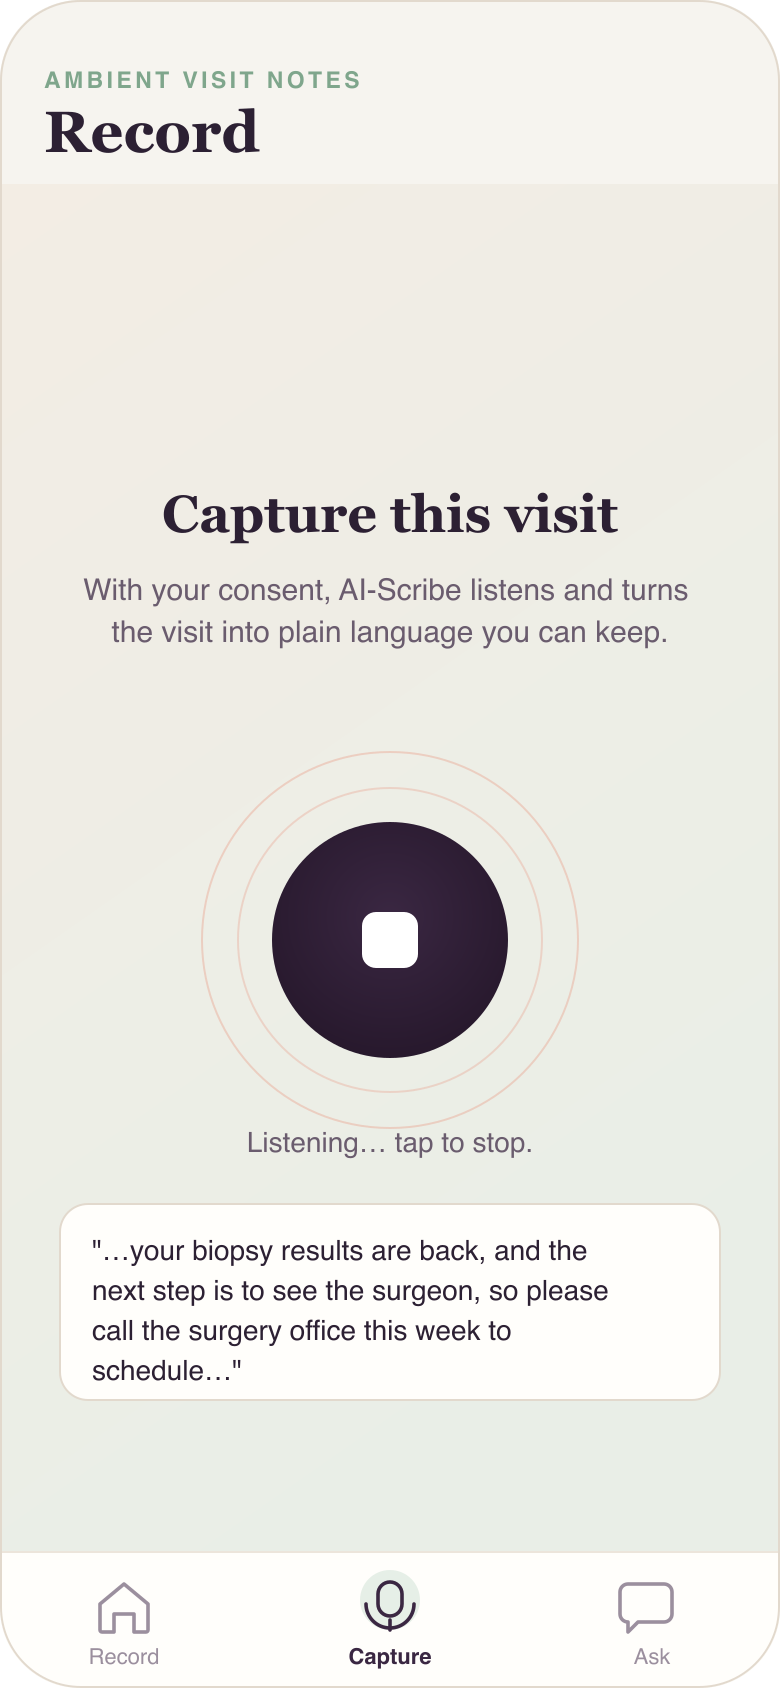 AMBIENT VISIT NOTES
Record
Capture this visit
With your consent, AI-Scribe listens and turns
the visit into plain language you can keep.
Listening… tap to stop.
"…your biopsy results are back, and the
next step is to see the surgeon, so please
call the surgery office this week to
schedule…"
Record
Capture
Ask